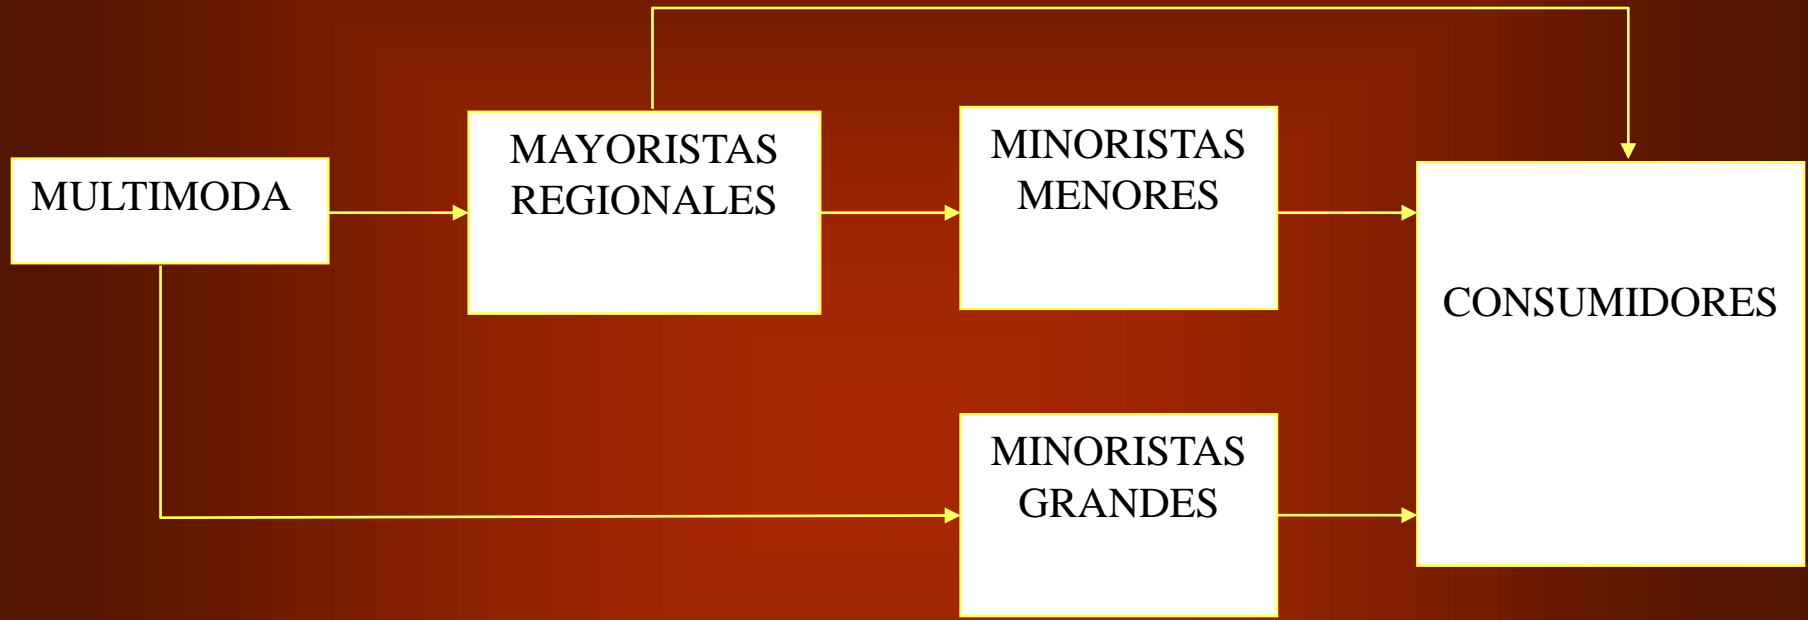 MULTIMODA
MAYORISTAS
REGIONALES
MINORISTAS
MENORES
CONSUMIDORES
MINORISTAS
GRANDES